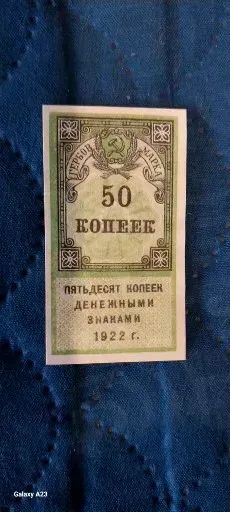 ГЕРБОВ. МАРКА
50
КОПЕЕК
ПЯТЬДЕСЯТ КОПЕЕК
ДЕНЕЖНЫМИ
ЗНАКАМИ
1922 г.
Galaxy A23